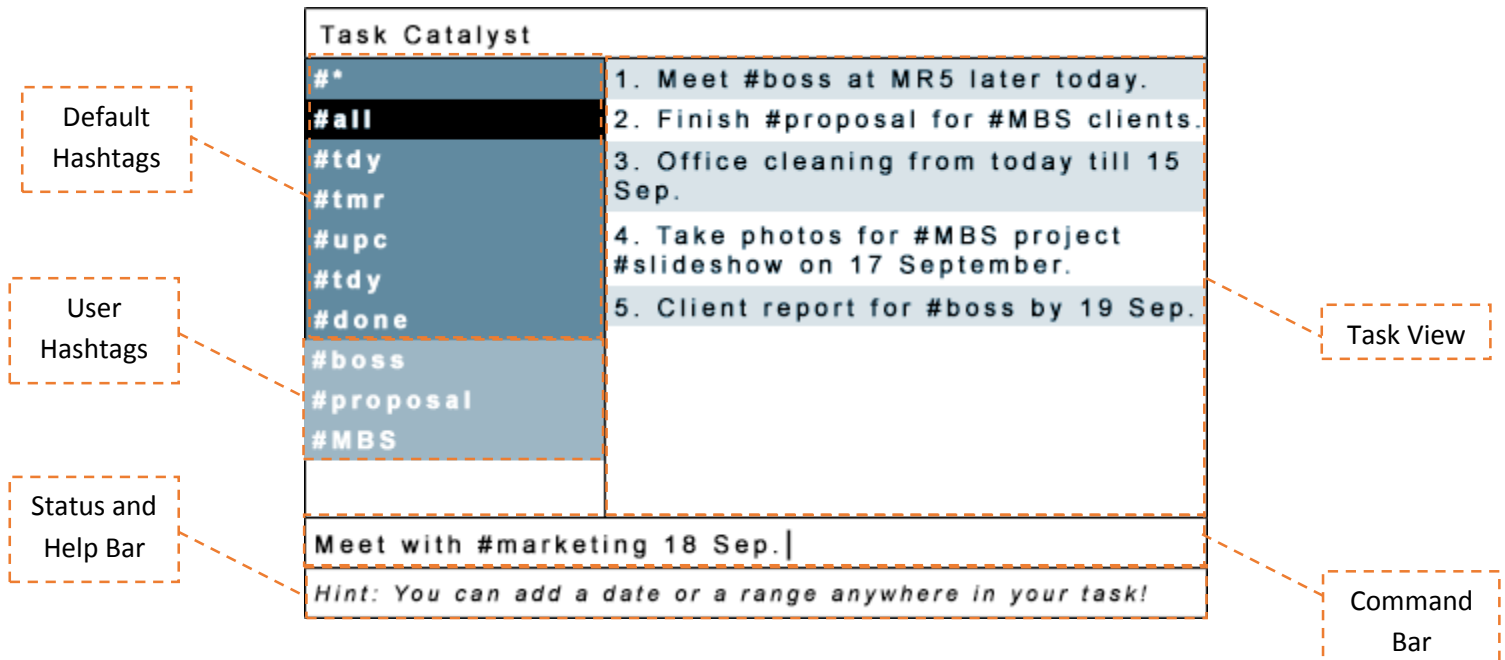 Task Catalyst
#*
#all
#tdy
#tmr
#upc
#tdy
#done
#boss
#proposal
#MBS
1. Meet #boss at MR5 later today.
2. Finish #proposal for #MBS clients.
3. Office cleaning from today till 15
Sep.
4. Take photos for #MBS project
#slideshow on 17 September.
5. Client report for #boss by 19 Sep.
Meet with #marketing 18 Sep.
Hint: You can add a date or a range anywhere in your task!
Default
Hashtags
User
Hashtags
Status and
Help Bar
Task View
Command
Bar